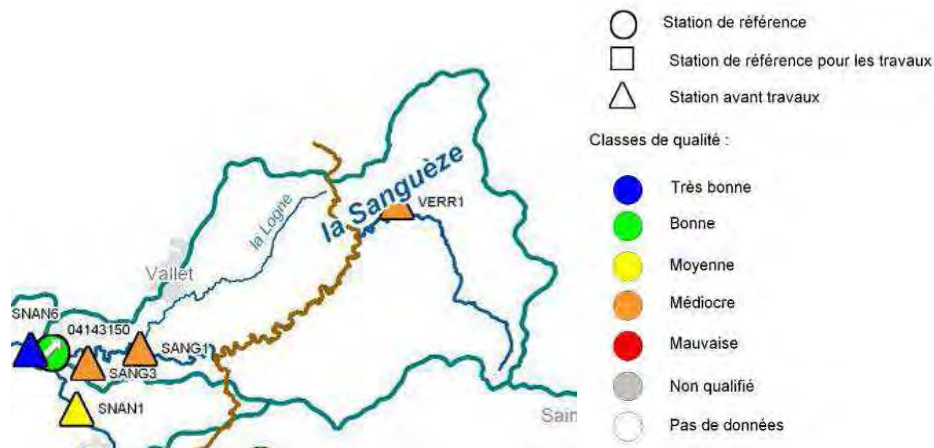 Station de référence
Station de référence pour les travaux
Station avant travaux
Classes de qualité :
Très bonne
Bonne
Moyenne
Médiocre
Mauvaise
Non qualifié
Pas de données
la Sanguèze
VERR1
la Logne
Vallet
SNAN6
04143150
SANG1
SANG3
SNAN1
Sain